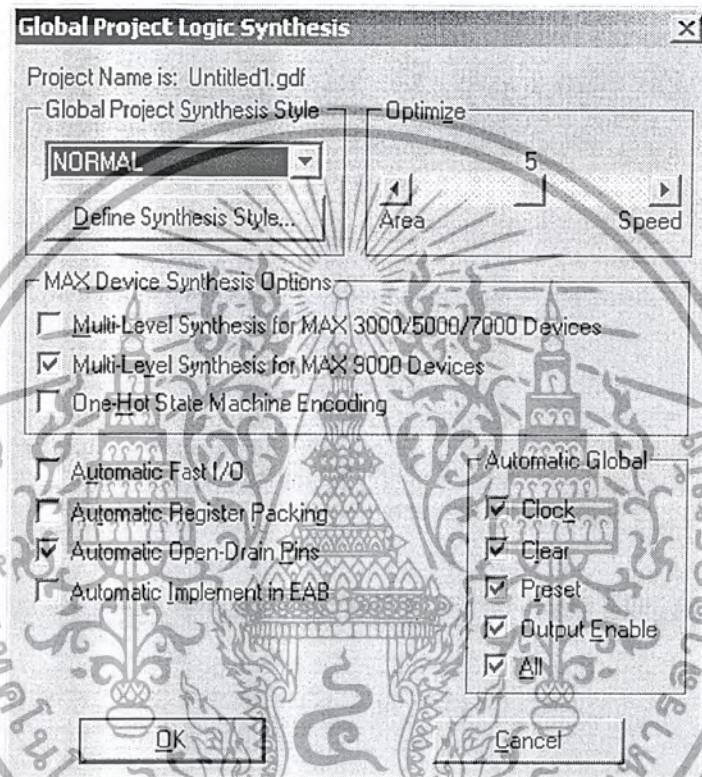 Global Project Logic Synthesis
Project Name is: Untitled1.gdf
Global Project Synthesis Style
NORMAL
Define Synthesis Style...
Optimize
5
Area Speed
MAX Device Synthesis Options
Multi-Level Synthesis for MAX 3000/5000/7000 Devices
Multi-Level Synthesis for MAX 9000 Devices
One-Hot State Machine Encoding
Automatic Fast I/O
Automatic Register Packing
Automatic Open-Drain Pins
Automatic Implement in EAB
Automatic Global
Clock
Clear
Preset
Output Enable
All
OK
Cancel